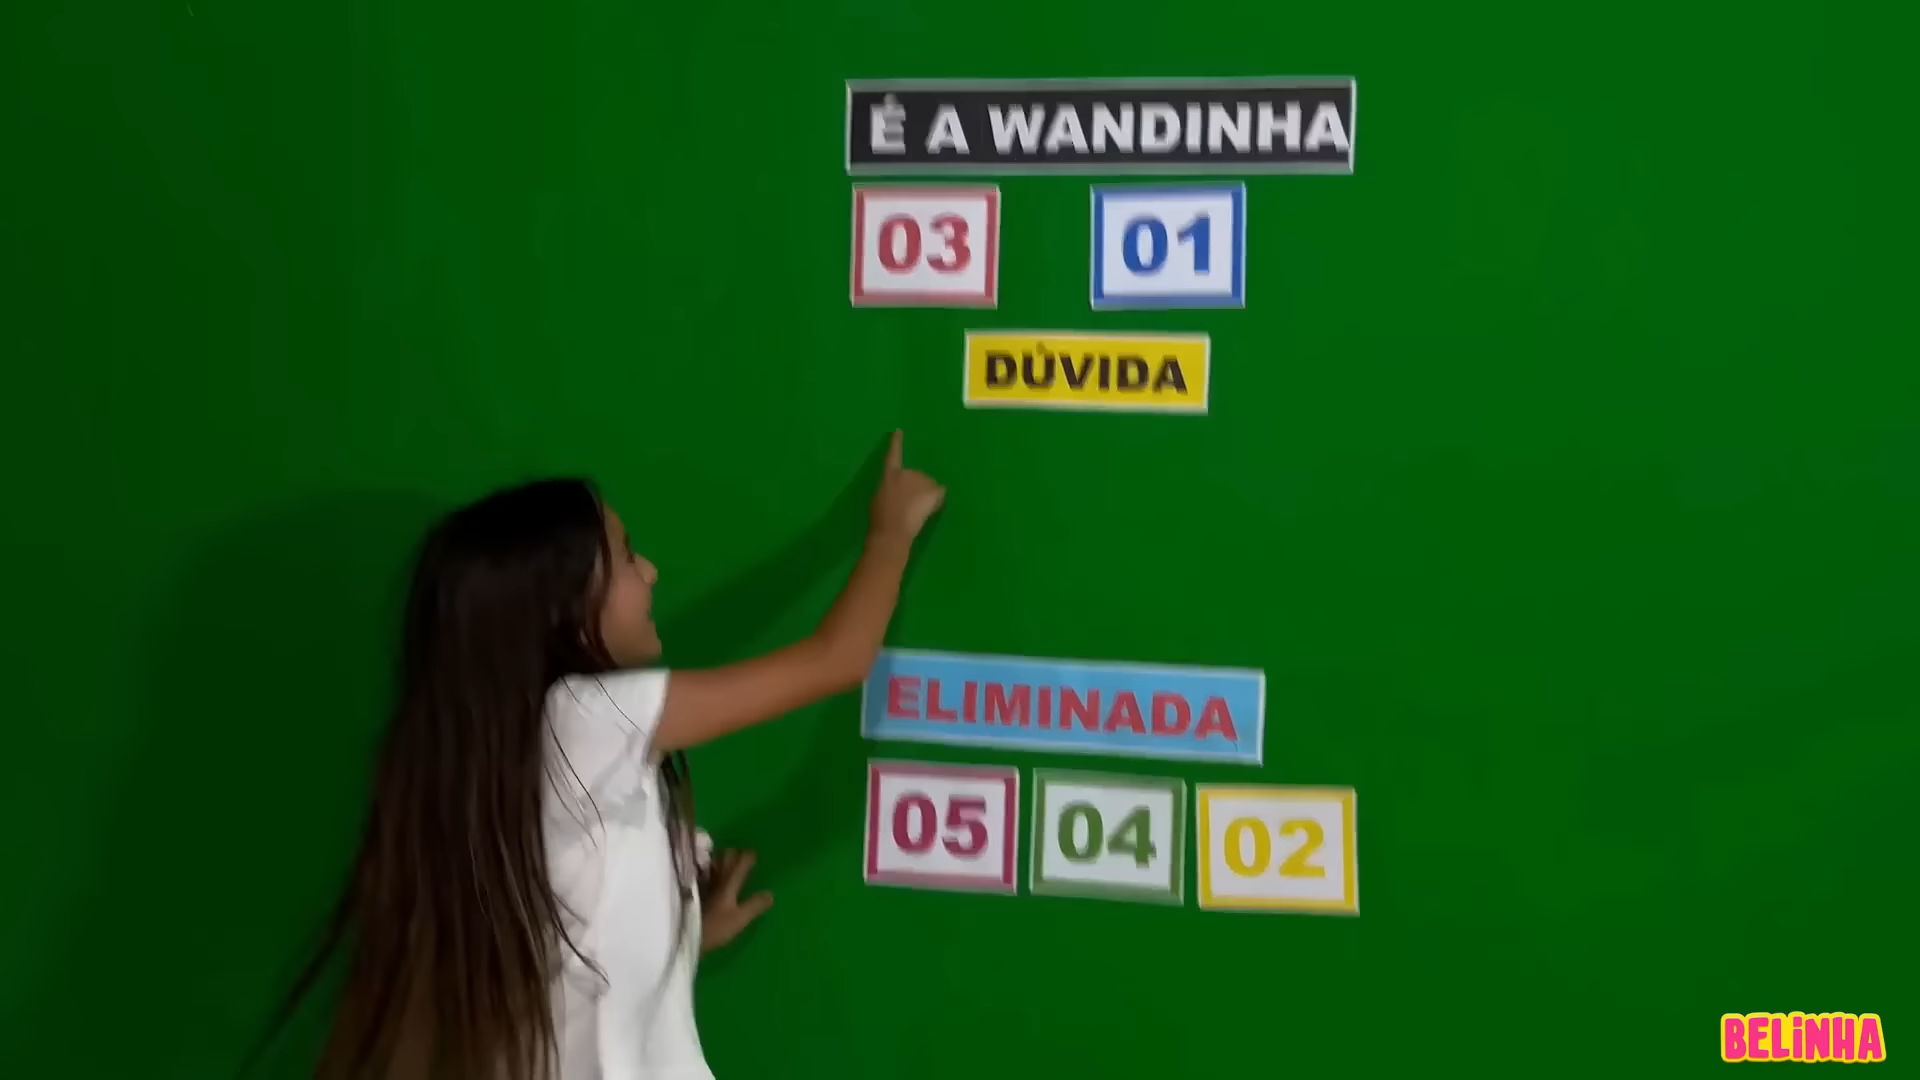 É A WANDINHA
03 01
DÚVIDA
ELIMINADA
05 04 02
BELINHA